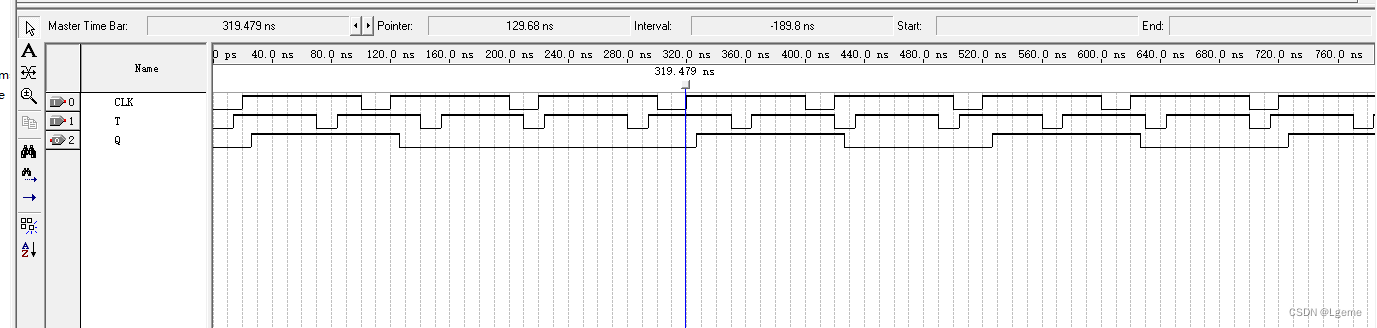 Master Time Bar: 319.479 ns Pointer: 129.68 ns Interval: -189.8 ns Start: End:
0 ps 40.0 ns 80.0 ns 120.0 ns 160.0 ns 200.0 ns 240.0 ns 280.0 ns 320.0 ns 360.0 ns 400.0 ns 440.0 ns 480.0 ns 520.0 ns 560.0 ns 600.0 ns 640.0 ns 680.0 ns 720.0 ns 760.0 ns
Name
319.479 ns
m
e
0 CLK
1 T
2 Q
A
A
Z
CSDN @Lgeme